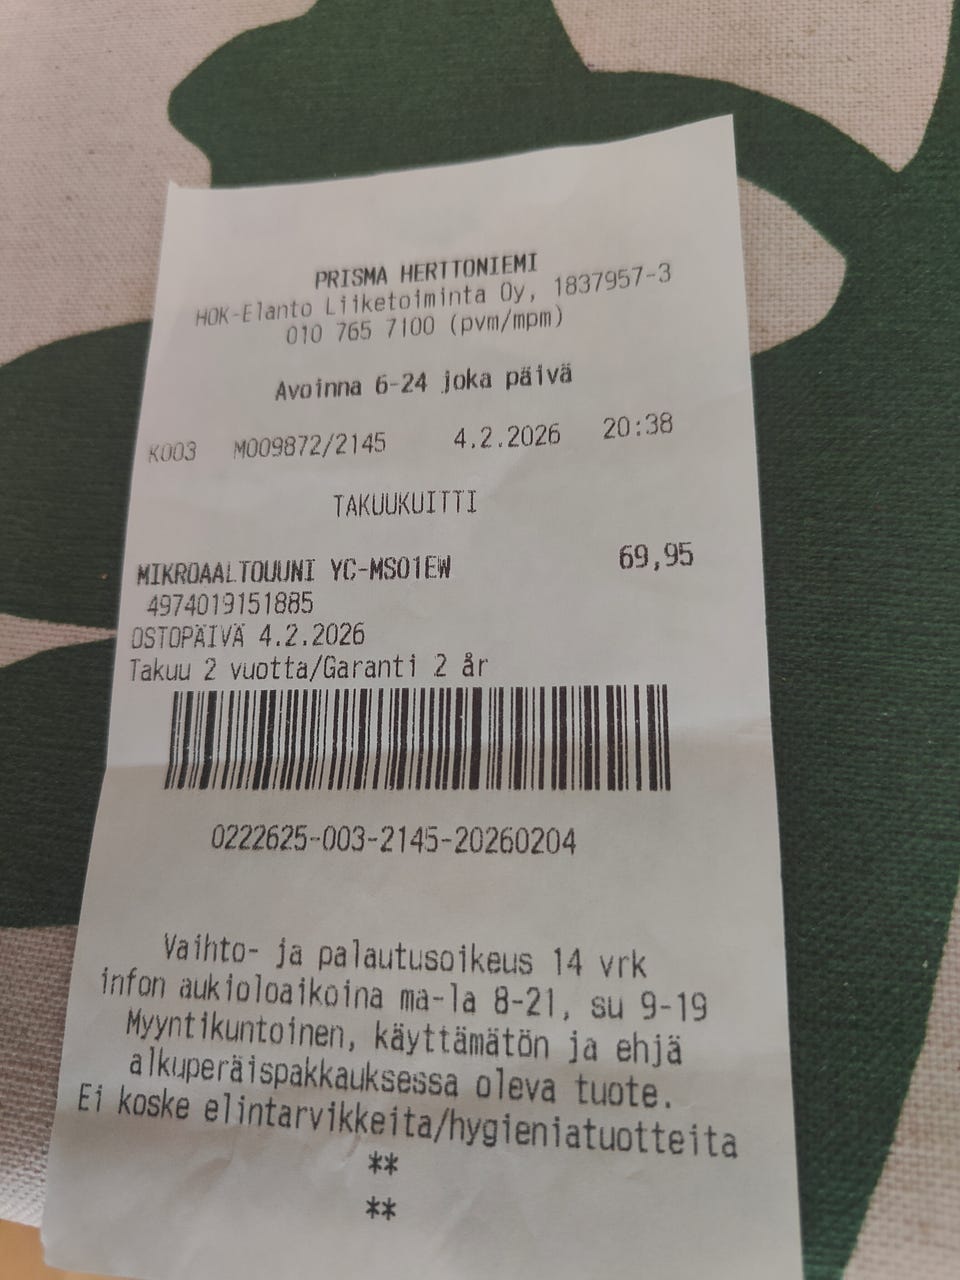 PRISMA HERTTONIEMI
HOK-Elanto Liiketoiminta Oy, 1837957-3
010 765 7100 (pvm/mpm)
Avoinna 6-24 joka päivä
K003 M009872/2145 4.2.2026 20:38
TAKUUKUITTI
MIKROAALTOUUNI YC-MS01EW 69,95
4974019151885
OSTOPÄIVÄ 4.2.2026
Takuu 2 vuotta/Garanti 2 år
0222625-003-2145-20260204
Vaihto- ja palautusoikeus 14 vrk
infon aukioloaikoina ma-la 8-21, su 9-19
Myyntikuntoinen, käyttämätön ja ehjä
alkuperäispakkauksessa oleva tuote.
Ei koske elintarvikkeita/hygieniatuotteita
**
**